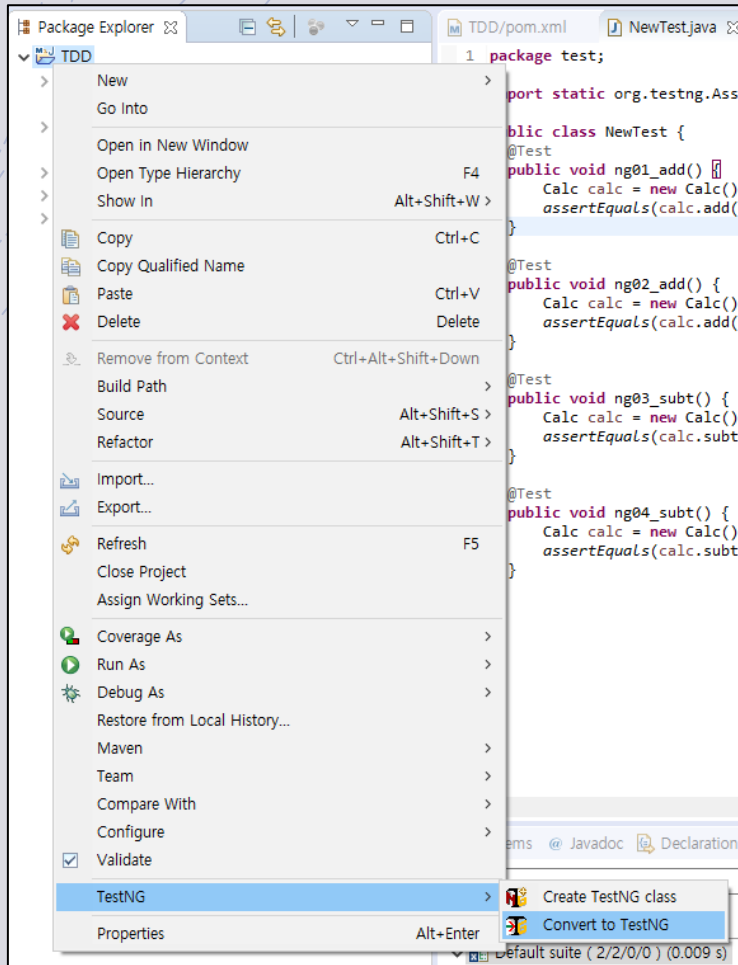 Package Explorer
TDD
New
Go Into
Open in New Window
Open Type Hierarchy F4
Show In Alt+Shift+W >
Copy Ctrl+C
Copy Qualified Name
Paste Ctrl+V
Delete Delete
Remove from Context Ctrl+Alt+Shift+Down
Build Path
Source Alt+Shift+S >
Refactor Alt+Shift+T >
Import...
Export...
Refresh F5
Close Project
Assign Working Sets...
Coverage As
Run As
Debug As
Restore from Local History...
Maven
Team
Compare With
Configure
Validate
TestNG
Properties Alt+Enter
Create TestNG class
Convert to TestNG
TDD/pom.xml NewTest.java
1 package test;
port static org.testng.Ass
blic class NewTest {
@Test
public void ng01_add() {
Calc calc = new Calc()
assertEquals(calc.add(
}
@Test
public void ng02_add() {
Calc calc = new Calc()
assertEquals(calc.add(
}
@Test
public void ng03_subt() {
Calc calc = new Calc()
assertEquals(calc.subt
}
@Test
public void ng04_subt() {
Calc calc = new Calc()
assertEquals(calc.subt
}
ems @ Javadoc Declaration
Default suite ( 2/2/0/0 ) (0.009 s)